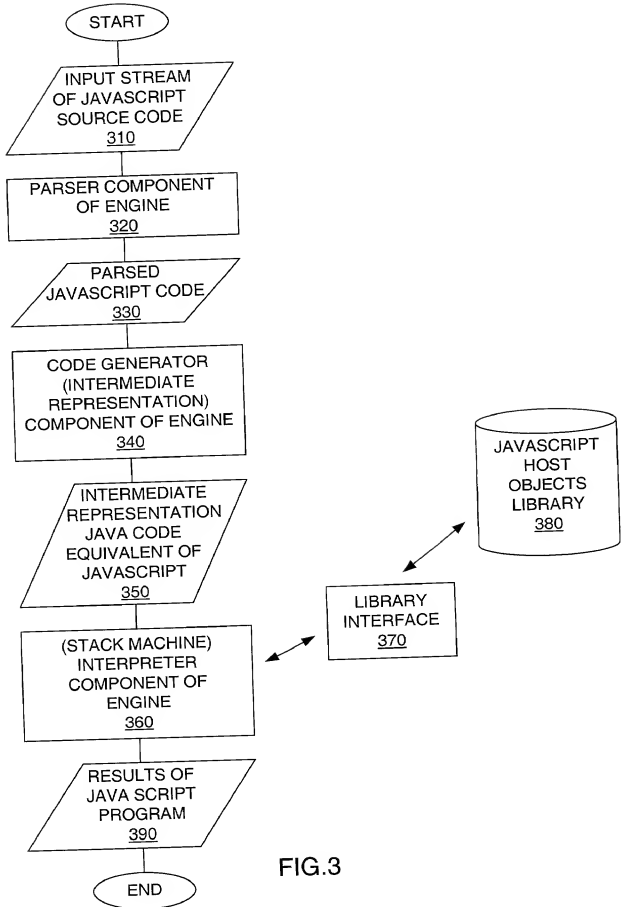 START
INPUT STREAM
OF JAVASCRIPT
SOURCE CODE
310
PARSER COMPONENT
OF ENGINE
320
PARSED
JAVASCRIPT CODE
330
CODE GENERATOR
(INTERMEDIATE
REPRESENTATION)
COMPONENT OF ENGINE
340
INTERMEDIATE
REPRESENTATION
JAVA CODE
EQUIVALENT OF
JAVASCRIPT
350
(STACK MACHINE)
INTERPRETER
COMPONENT OF
ENGINE
360
LIBRARY
INTERFACE
370
JAVASCRIPT
HOST
OBJECTS
LIBRARY
380
RESULTS OF
JAVA SCRIPT
PROGRAM
390
END
FIG.3